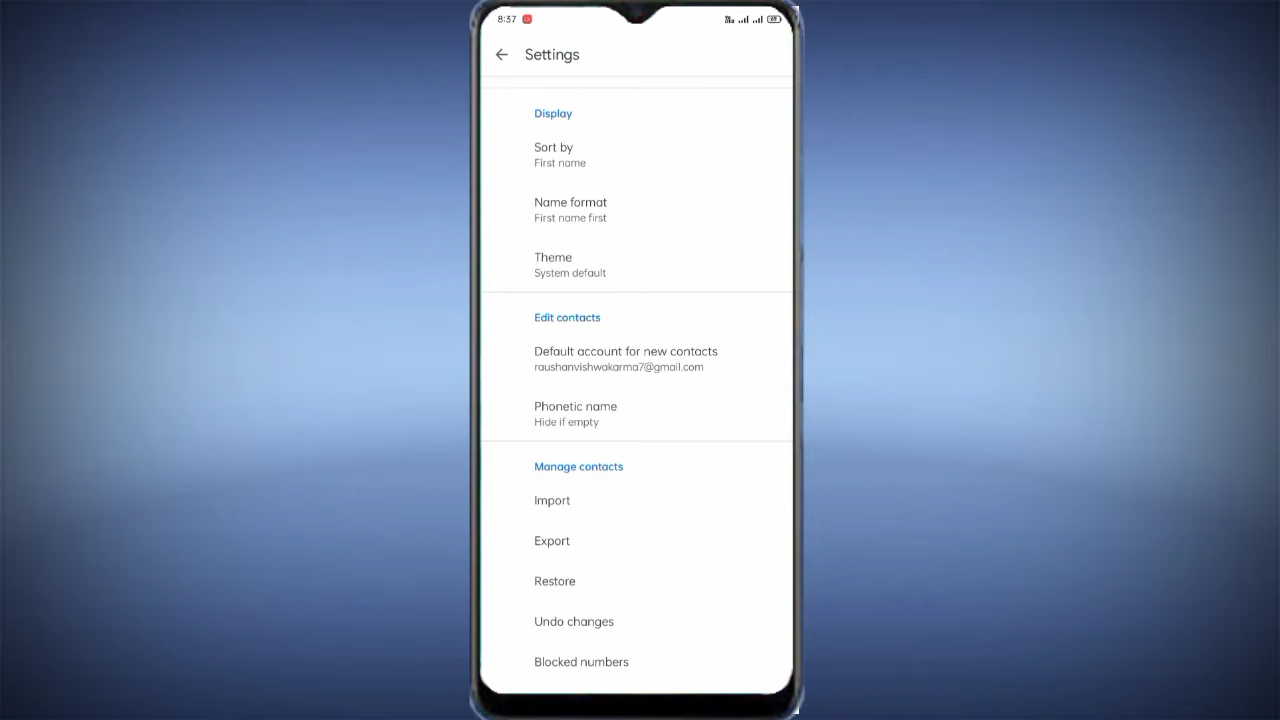 8:37
69
Settings
Display
Sort by
First name
Name format
First name first
Theme
System default
Edit contacts
Default account for new contacts
raushanvishwakarma7@gmail.com
Phonetic name
Hide if empty
Manage contacts
Import
Export
Restore
Undo changes
Blocked numbers